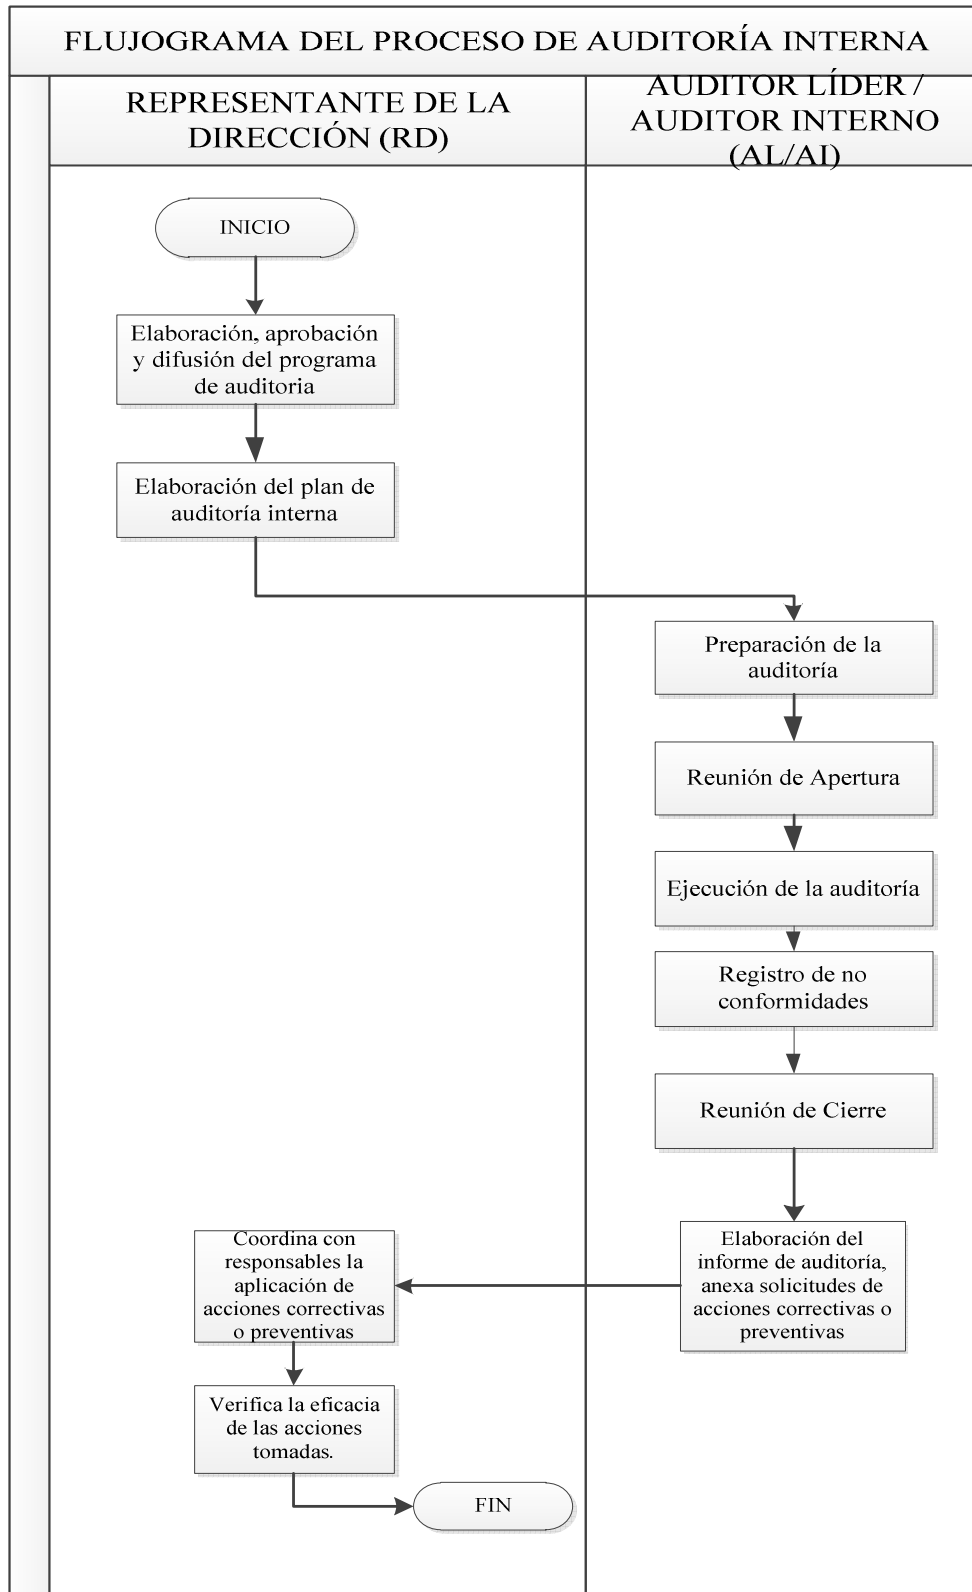 FLUJOGRAMA DEL PROCESO DE AUDITORÍA INTERNA
REPRESENTANTE DE LA
DIRECCIÓN (RD)
AUDITOR LÍDER /
AUDITOR INTERNO
(AL/AI)
INICIO
Elaboración, aprobación
y difusión del programa
de auditoria
Elaboración del plan de
auditoría interna
Preparación de la
auditoría
Reunión de Apertura
Ejecución de la auditoría
Registro de no
conformidades
Reunión de Cierre
Elaboración del
informe de auditoría,
anexa solicitudes de
acciones correctivas o
preventivas
Coordina con
responsables la
aplicación de
acciones correctivas
o preventivas
Verifica la eficacia
de las acciones
tomadas.
FIN